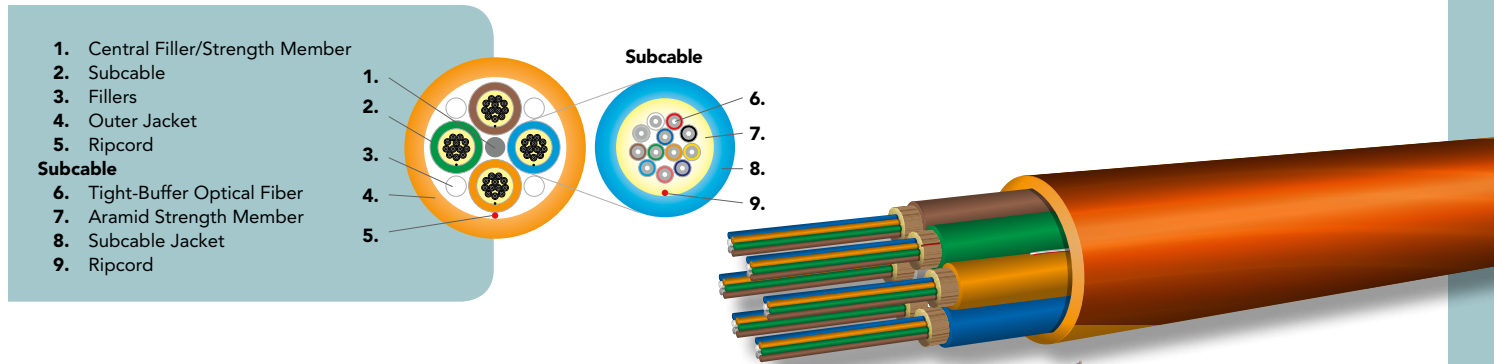 1. Central Filler/Strength Member
2. Subcable
3. Fillers
4. Outer Jacket
5. Ripcord
Subcable
6. Tight-Buffer Optical Fiber
7. Aramid Strength Member
8. Subcable Jacket
9. Ripcord
1.
2.
3.
4.
5.
Subcable
6.
7.
8.
9.